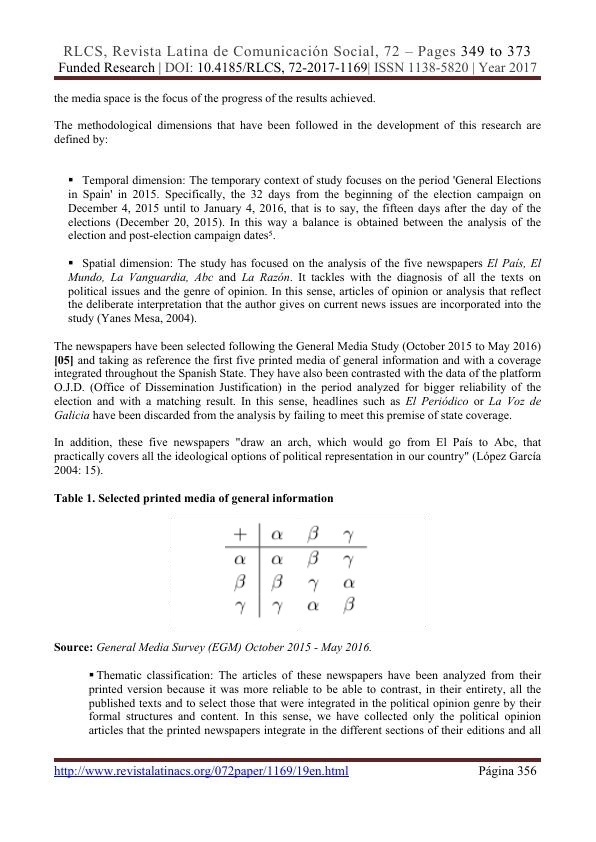 RLCS, Revista Latina de Comunicación Social, 72 – Pages 349 to 373
Funded Research | DOI: 10.4185/RLCS, 72-2017-1169| ISSN 1138-5820 | Year 2017
the media space is the focus of the progress of the results achieved.
The methodological dimensions that have been followed in the development of this research are
defined by:
▪ Temporal dimension: The temporary context of study focuses on the period 'General Elections
in Spain' in 2015. Specifically, the 32 days from the beginning of the election campaign on
December 4, 2015 until to January 4, 2016, that is to say, the fifteen days after the day of the
elections (December 20, 2015). In this way a balance is obtained between the analysis of the
election and post-election campaign dates⁵.
▪ Spatial dimension: The study has focused on the analysis of the five newspapers El País, El
Mundo, La Vanguardia, Abc and La Razón. It tackles with the diagnosis of all the texts on
political issues and the genre of opinion. In this sense, articles of opinion or analysis that reflect
the deliberate interpretation that the author gives on current news issues are incorporated into the
study (Yanes Mesa, 2004).
The newspapers have been selected following the General Media Study (October 2015 to May 2016)
[05] and taking as reference the first five printed media of general information and with a coverage
integrated throughout the Spanish State. They have also been contrasted with the data of the platform
O.J.D. (Office of Dissemination Justification) in the period analyzed for bigger reliability of the
election and with a matching result. In this sense, headlines such as El Periódico or La Voz de
Galicia have been discarded from the analysis by failing to meet this premise of state coverage.
In addition, these five newspapers "draw an arch, which would go from El País to Abc, that
practically covers all the ideological options of political representation in our country" (López García
2004: 15).
Table 1. Selected printed media of general information
+ α β γ
α α β γ
β β γ α
γ γ α β
Source: General Media Survey (EGM) October 2015 - May 2016.
▪ Thematic classification: The articles of these newspapers have been analyzed from their
printed version because it was more reliable to be able to contrast, in their entirety, all the
published texts and to select those that were integrated in the political opinion genre by their
formal structures and content. In this sense, we have collected only the political opinion
articles that the printed newspapers integrate in the different sections of their editions and all
http://www.revistalatinacs.org/072paper/1169/19en.html Página 356